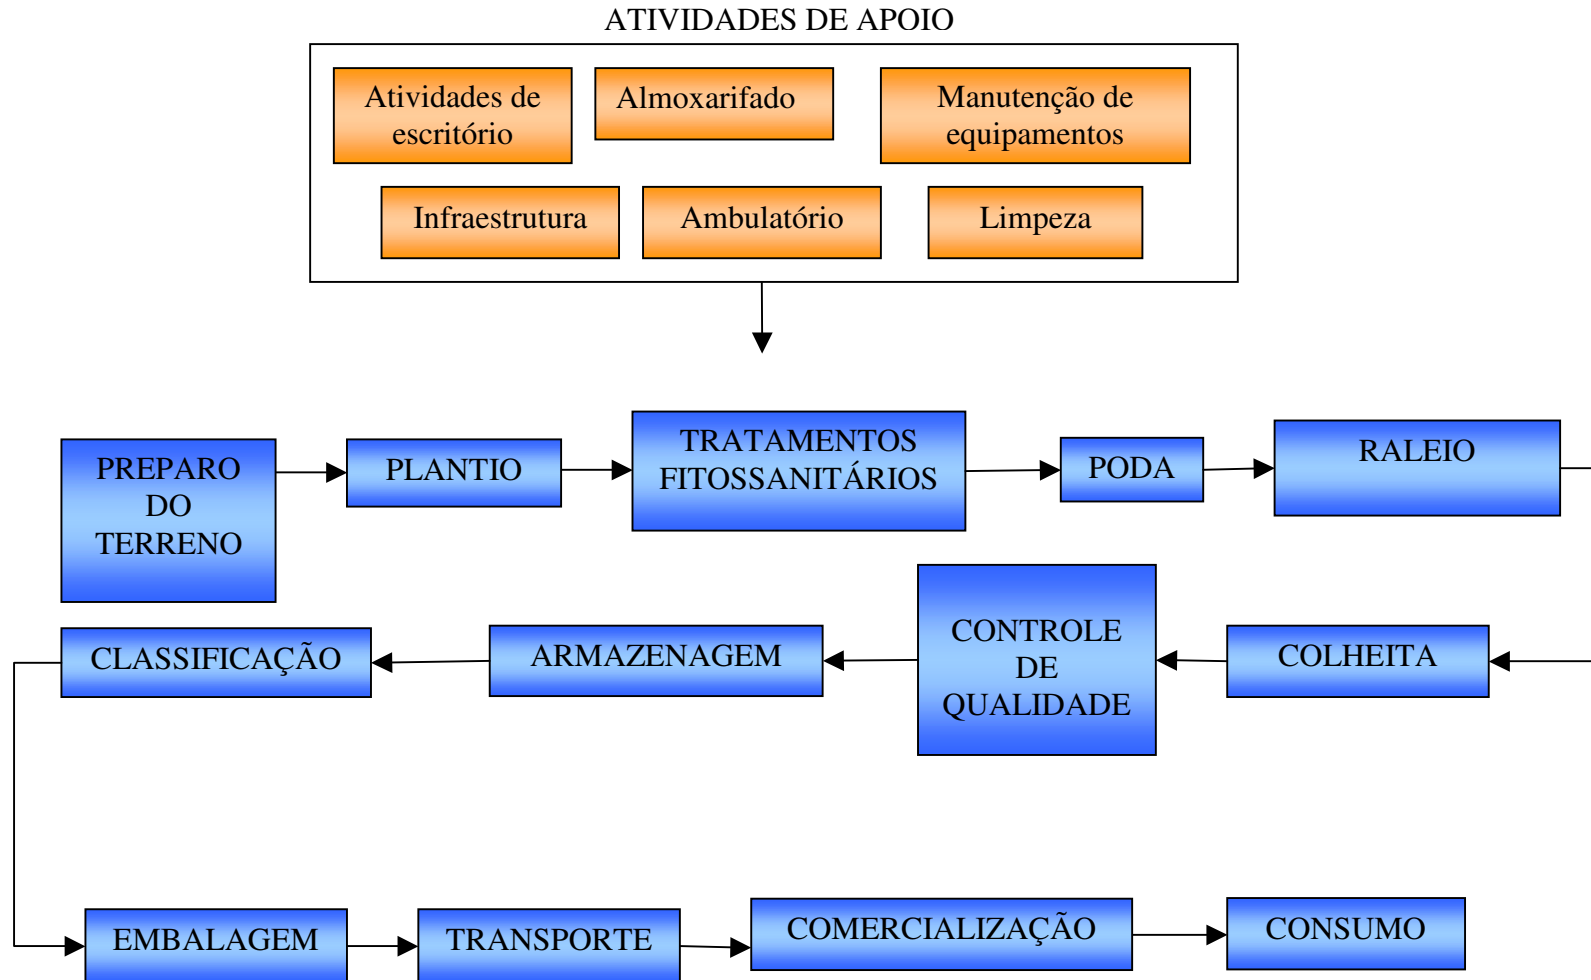 ATIVIDADES DE APOIO
Atividades de
escritório
Almoxarifado
Manutenção de
equipamentos
Infraestrutura
Ambulatório
Limpeza
PREPARO
DO
TERRENO
PLANTIO
TRATAMENTOS
FITOSSANITÁRIOS
PODA
RALEIO
COLHEITA
CONTROLE
DE
QUALIDADE
ARMAZENAGEM
CLASSIFICAÇÃO
EMBALAGEM
TRANSPORTE
COMERCIALIZAÇÃO
CONSUMO